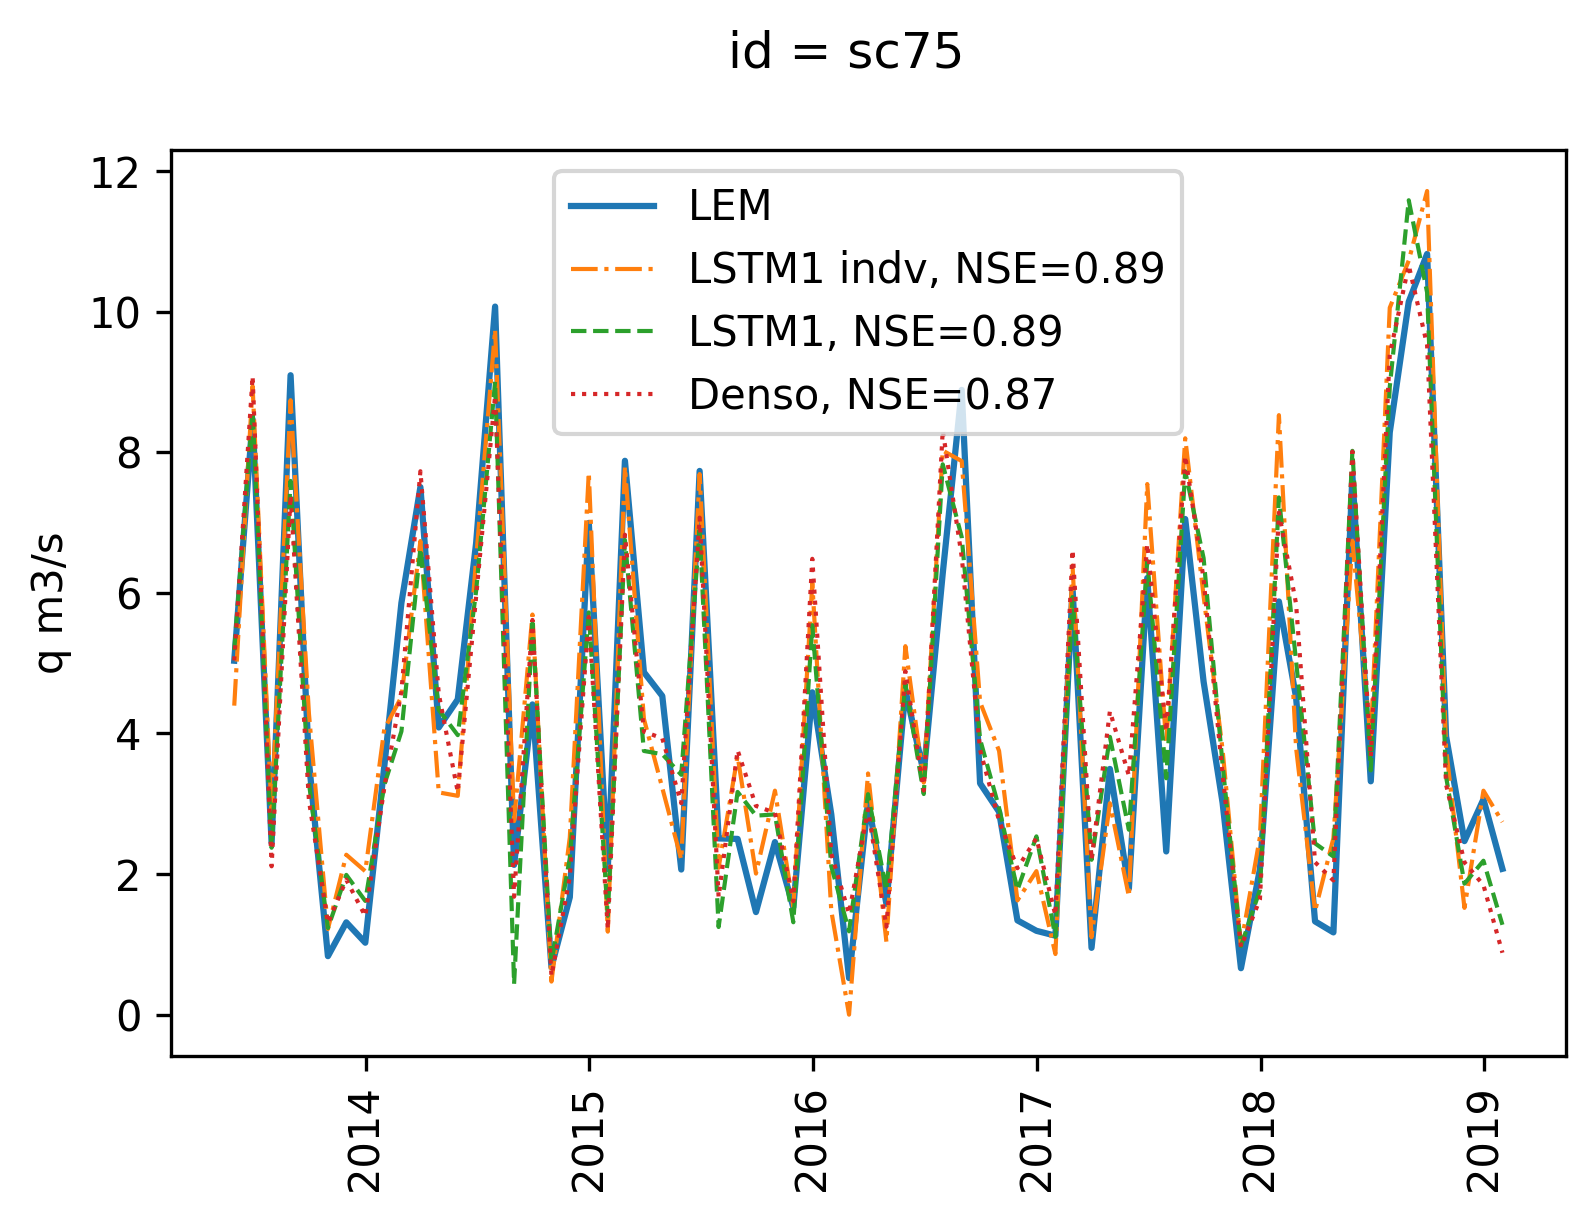 id = sc75
12
10
8
6
4
2
0
q m3/s
LEM
LSTM1 indv, NSE=0.89
LSTM1, NSE=0.89
Denso, NSE=0.87
2014
2015
2016
2017
2018
2019